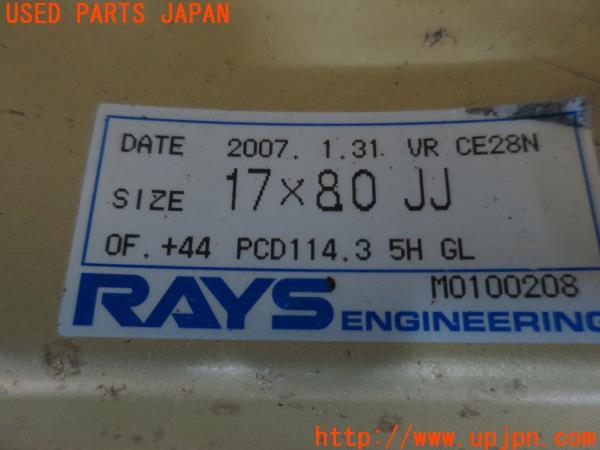 USED PARTS JAPAN
DATE 2007. 1.31 VR CE28N
SIZE 17×8.0 JJ
OF. +44 PCD114.3 5H GL
M0100208
RAYS ENGINEERING
http://www.upjpn.com/